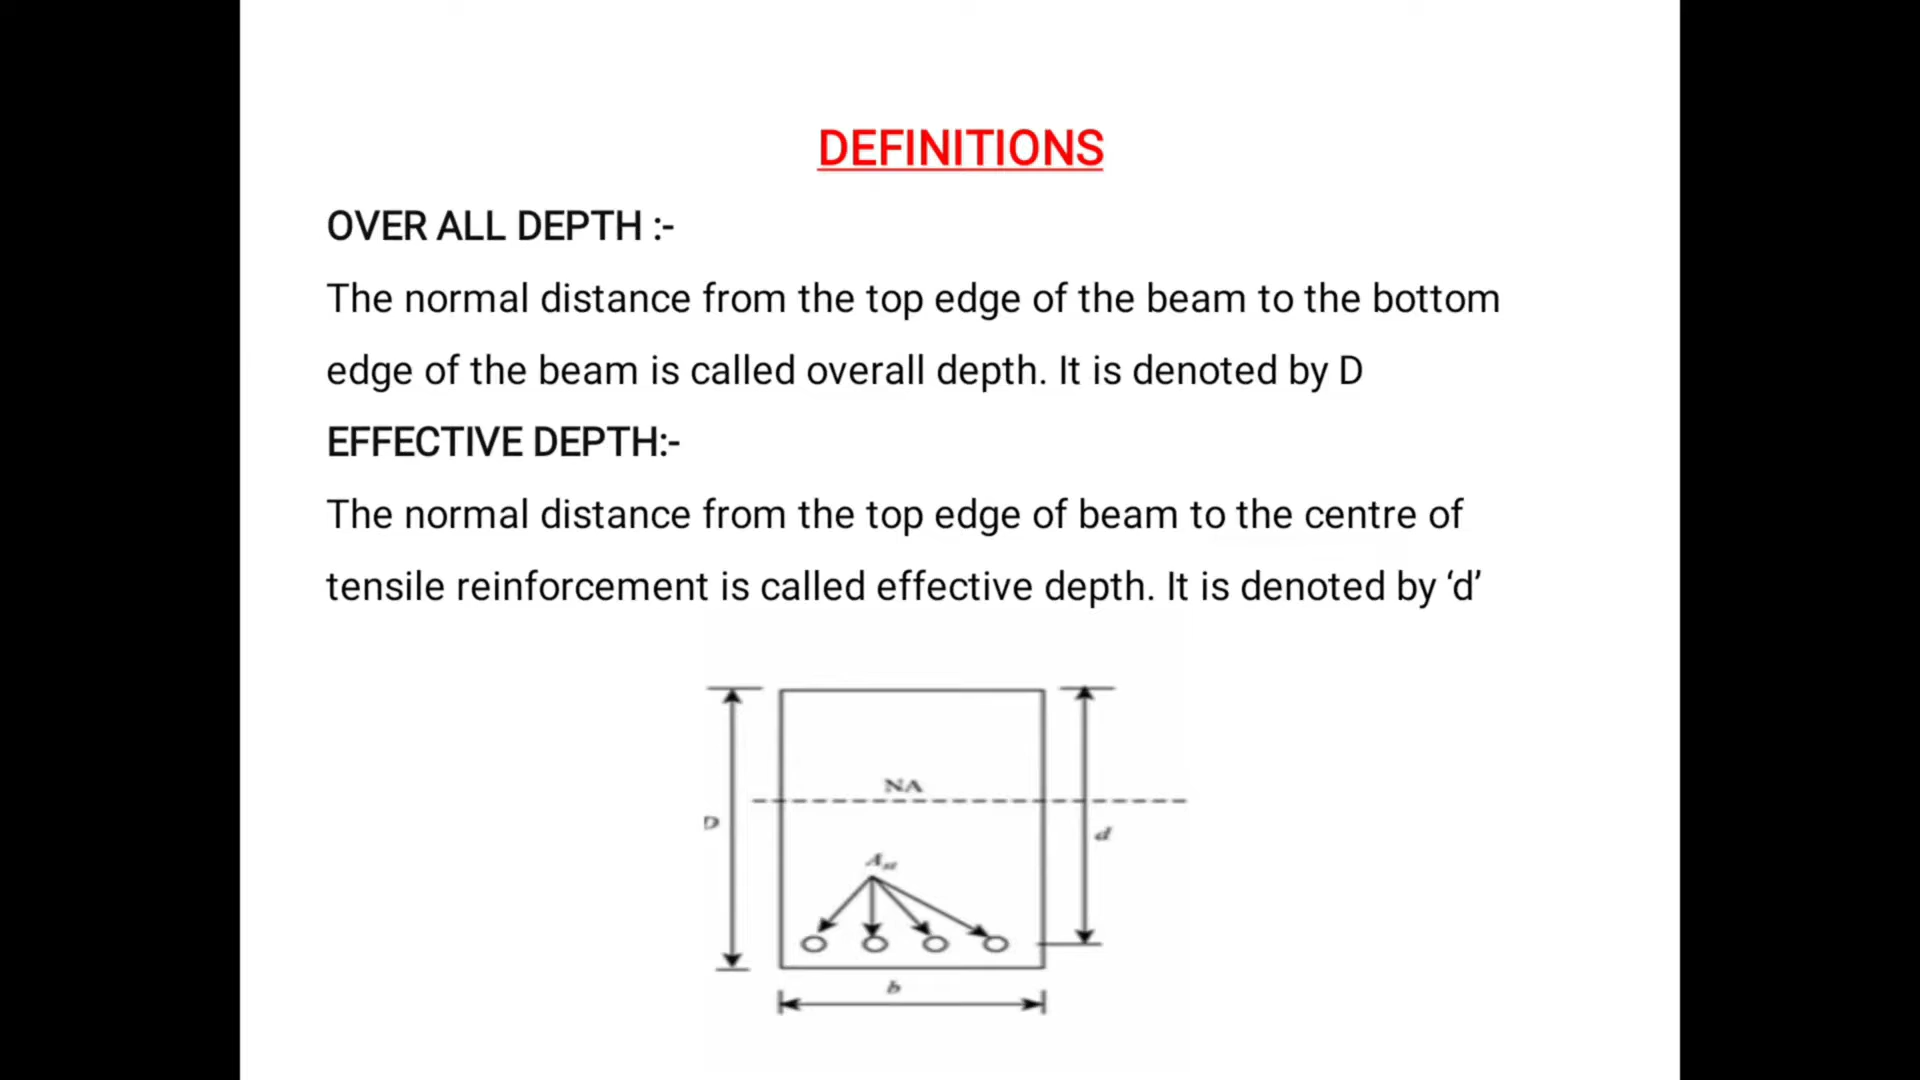 DEFINITIONS
OVER ALL DEPTH :-
The normal distance from the top edge of the beam to the bottom
edge of the beam is called overall depth. It is denoted by D
EFFECTIVE DEPTH:-
The normal distance from the top edge of beam to the centre of
tensile reinforcement is called effective depth. It is denoted by ‘d’
NA
D
d
Ast
b